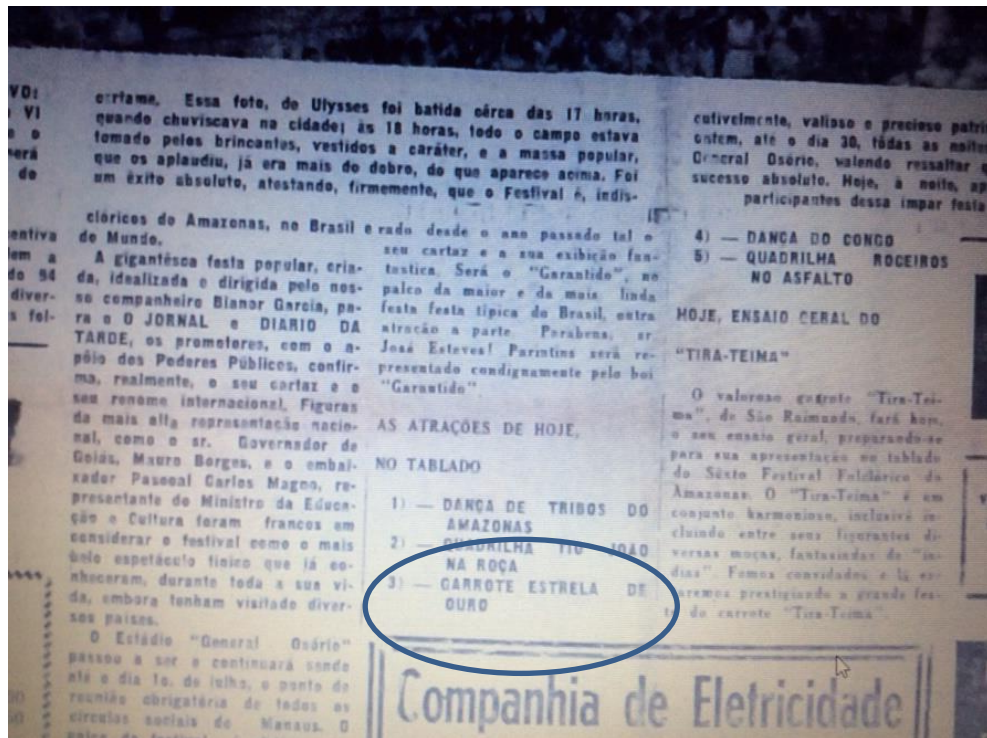 VO:
VI
o
será
do
entiva
em a
do 94
diver-
s fol-
certame. Essa foto, de Ulysses foi batida cêrca das 17 horas,
quando chuviscava na cidade; às 18 horas, todo o campo estava
tomado pelos brincantes, vestidos a caráter, e a massa popular,
que os aplaudiu, já era mais do dobro, do que aparece acima. Foi
um êxito absoluto, atestando, firmemente, que o Festival é, indis-
cutivelmente, valioso e precioso patri
ontem, até o dia 30, tôdas as noites
General Osório, valendo ressaltar
sucesso absoluto. Hoje, à noite, ap
participantes dessa impar festa
clóricos do Amazonas, no Brasil e
do Mundo.
A gigantêsca festa popular, cria-
da, idealizada e dirigida pelo nos-
so companheiro Bianor Garcia, pa-
ra o O JORNAL e DIARIO DA
TARDE, os promotores, com o a-
pôio dos Poderes Públicos, confir-
ma, realmente, o seu cartaz e o
seu renome internacional. Figuras
da mais alta representação nacio-
nal, como o sr. Governador de
Goiás, Mauro Borges, e o embai-
xador Pascoal Carlos Magno, re-
presentante do Ministro da Educa-
ção e Cultura foram francos em
considerar o festival como o mais
belo espetáculo típico que já co-
nheceram, durante toda a sua vi-
da, embora tenham visitado diver-
sos países.
O Estádio "General Osório"
passou a ser e continuará sendo
até o dia 1o. de julho, o ponto de
reunião obrigatória de todos os
circulos sociais de Manaus. O
rado desde o ano passado tal o
seu cartaz e a sua exibição fan-
tastica. Será o "Garantido", no
palco da maior e da mais linda
festa festa típica do Brasil, outra
atração a parte. Parabens, sr
José Esteves! Parintins será re-
presentado condignamente pelo boi
"Garantido"
AS ATRAÇÕES DE HOJE,
NO TABLADO
1) — DANÇA DE TRIBOS DO
AMAZONAS
2) — QUADRILHA TIO JOÃO
NA ROÇA
3) — GARROTE ESTRELA DE
OURO
4) — DANÇA DO CONGO
5) — QUADRILHA ROCEIROS
NO ASFALTO
HOJE, ENSAIO GERAL DO
"TIRA-TEIMA"
O valoroso garrote "Tira-Tei-
ma", de São Raimundo, fará hoje,
o seu ensaio geral, preparando-se
para sua apresentação no tablado
do Sexto Festival Folclórico do
Amazonas. O "Tira-Teima" é um
conjunto harmonioso, inclusive in-
cluindo entre seus figurantes di-
versas moças, fantasiadas de "in-
dias". Fomos convidados e lá es-
taremos prestigiando a grande fes-
ta do garrote "Tira-Teima".
Companhia de Eletricidade